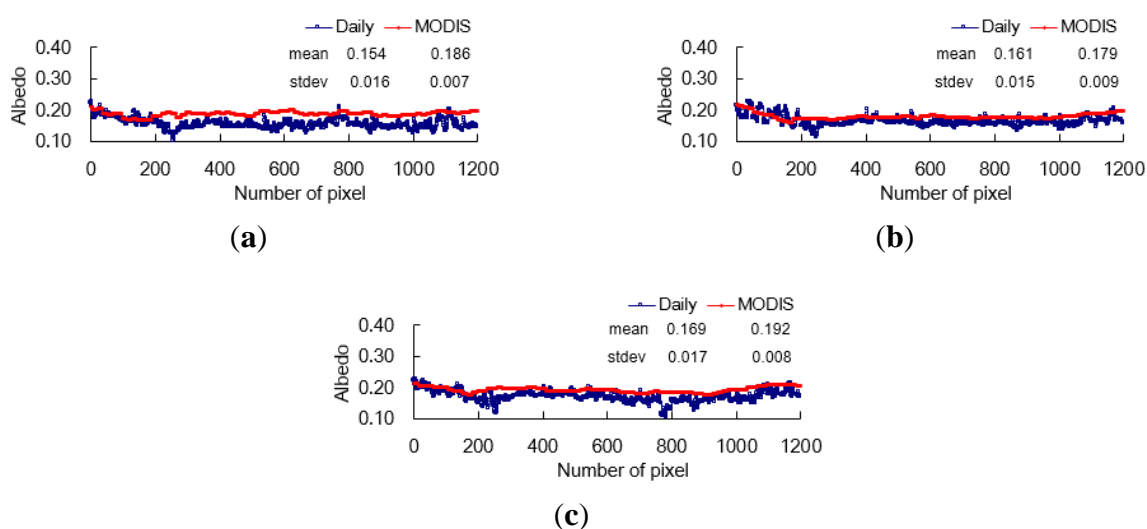 Daily MODIS
mean 0.154 0.186
stdev 0.016 0.007
0.40
0.30
0.20
0.10
Albedo
0 200 400 600 800 1000 1200
Number of pixel
(a)
Daily MODIS
mean 0.161 0.179
stdev 0.015 0.009
0.40
0.30
0.20
0.10
Albedo
0 200 400 600 800 1000 1200
Number of pixel
(b)
Daily MODIS
mean 0.169 0.192
stdev 0.017 0.008
0.40
0.30
0.20
0.10
Albedo
0 200 400 600 800 1000 1200
Number of pixel
(c)